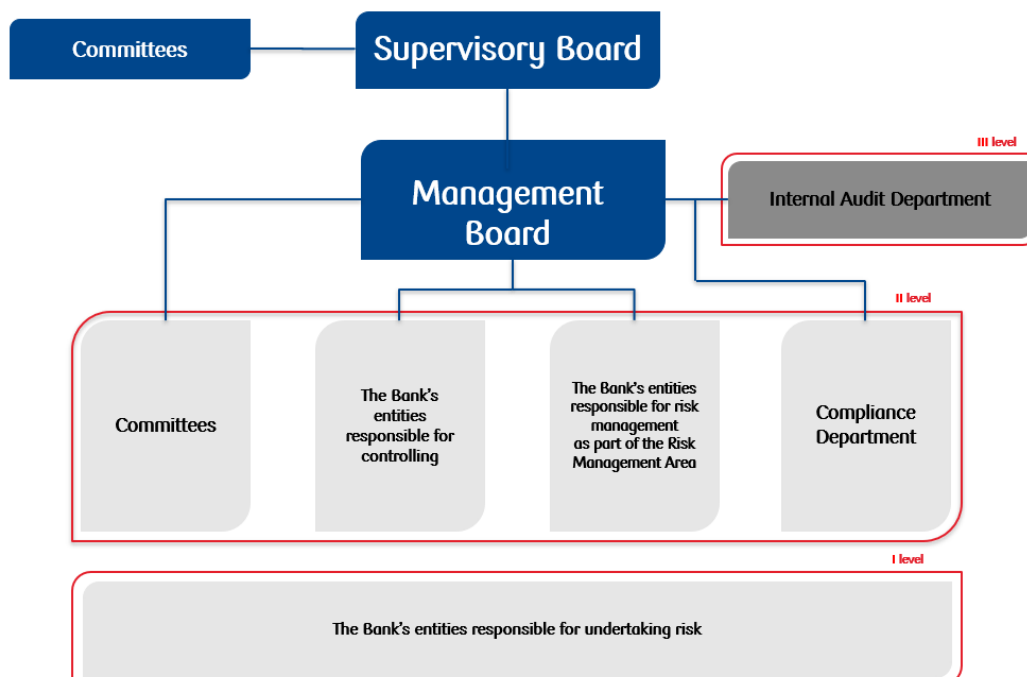 Committees
Supervisory Board
III level
Management
Board
Internal Audit Department
II level
Committees
The Bank's
entities
responsible for
controlling
The Bank's entities
responsible for risk
management
as part of the Risk
Management Area
Compliance
Department
I level
The Bank's entities responsible for undertaking risk